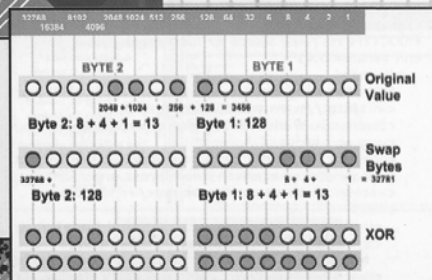 32768 8192 2048 1024 512 256 128 64 32 16 8 4 2 1
16384 4096
BYTE 2 BYTE 1
Original
Value
2048 + 1024 + 256 + 128 = 3456
Byte 2: 8 + 4 + 1 = 13 Byte 1: 128
Swap
Bytes
32768 + 8 + 4 + 1 = 32781
Byte 2: 128 Byte 1: 8 + 4 + 1 = 13
XOR